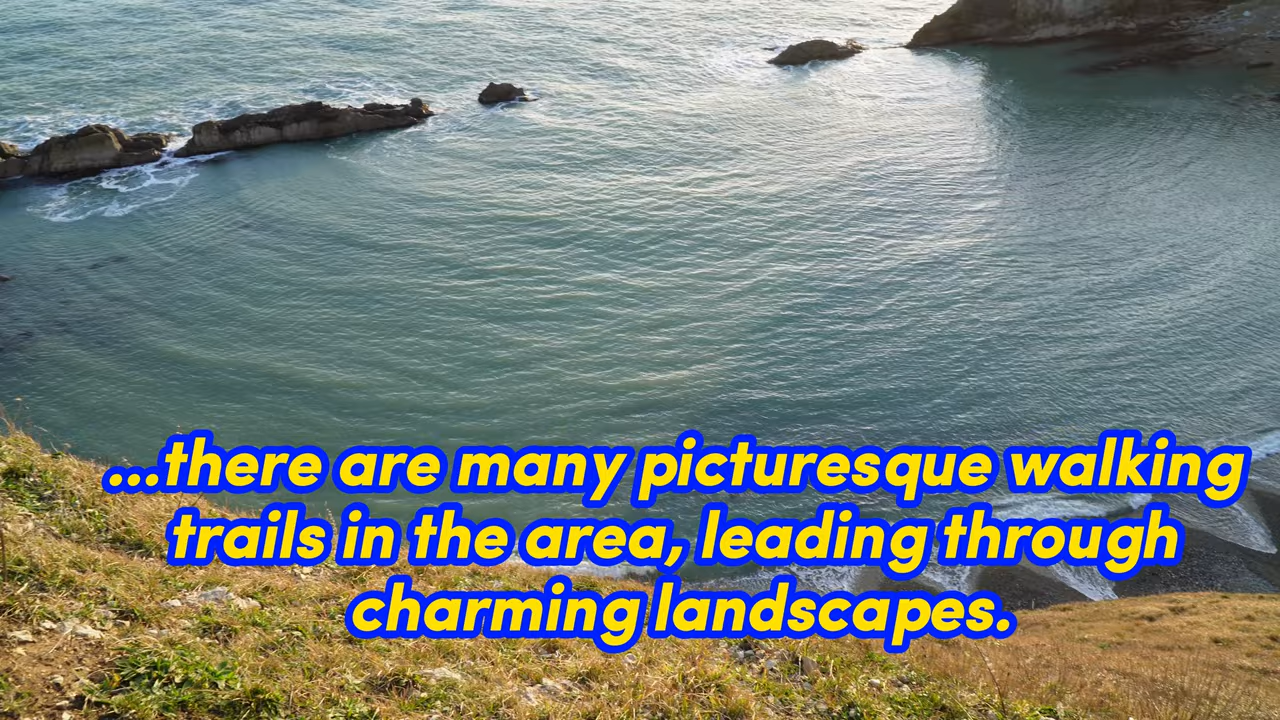 ...there are many picturesque walking
trails in the area, leading through
charming landscapes.